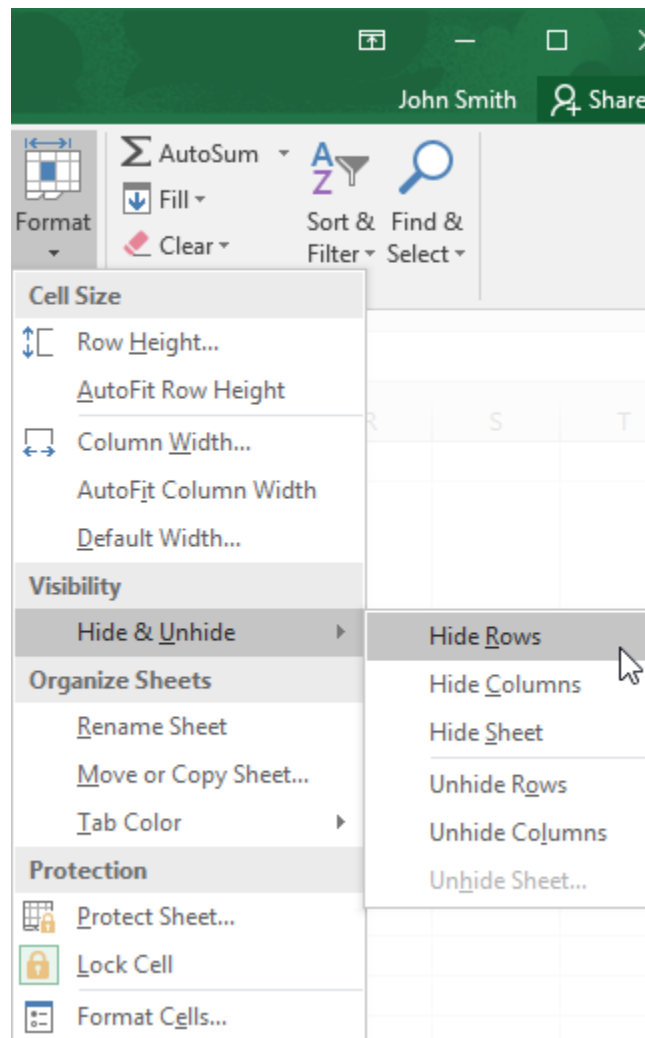 John Smith
Share
AutoSum
Fill
Clear
Format
Sort &
Filter
Find &
Select
Cell Size
Row Height...
AutoFit Row Height
Column Width...
AutoFit Column Width
Default Width...
Visibility
Hide & Unhide
Organize Sheets
Rename Sheet
Move or Copy Sheet...
Tab Color
Protection
Protect Sheet...
Lock Cell
Format Cells...
Hide Rows
Hide Columns
Hide Sheet
Unhide Rows
Unhide Columns
Unhide Sheet...
R S T